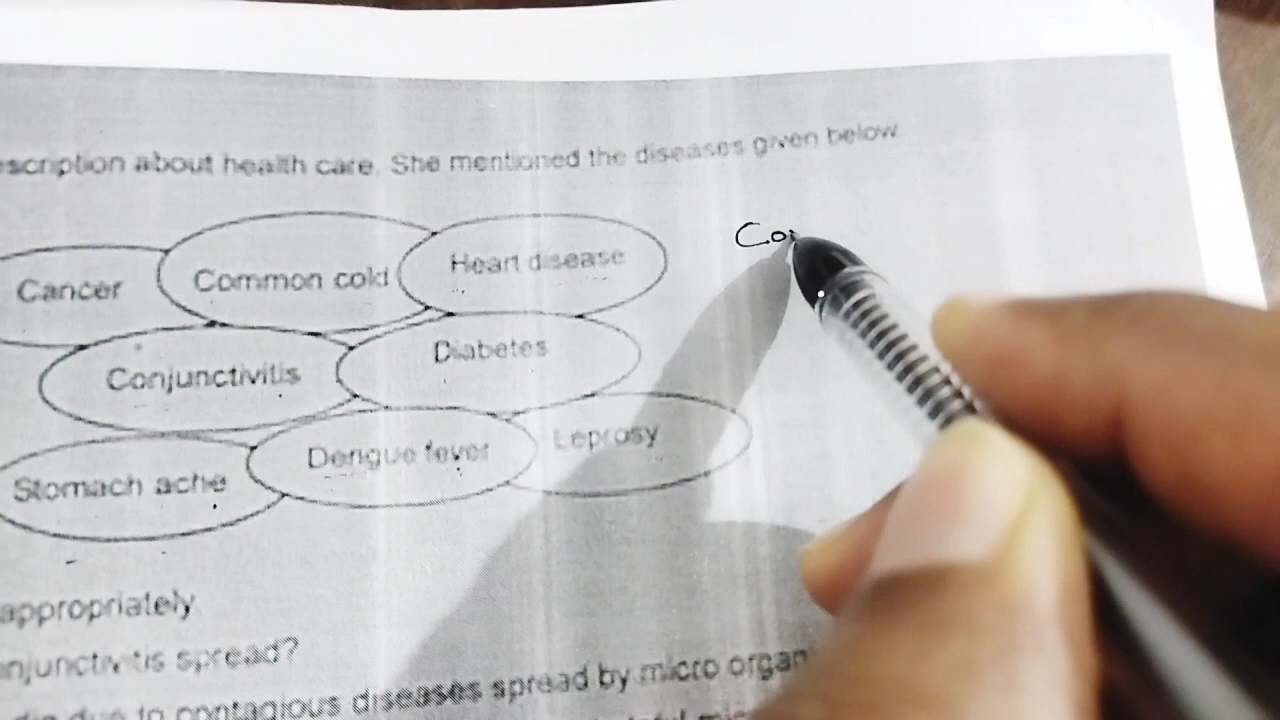 scription about health care. She mentioned the diseases given below
Co
Cancer
Common cold
Heart disease
Conjunctivitis
Diabetes
Stomach ache
Dengue fever
Leprosy
appropriately.
njunctivitis spread?
due to contagious diseases spread by micro organ